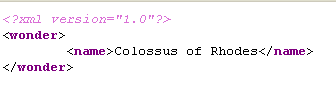 <?xml version="1.0"?>
<wonder>
<name>Colossus of Rhodes</name>
</wonder>